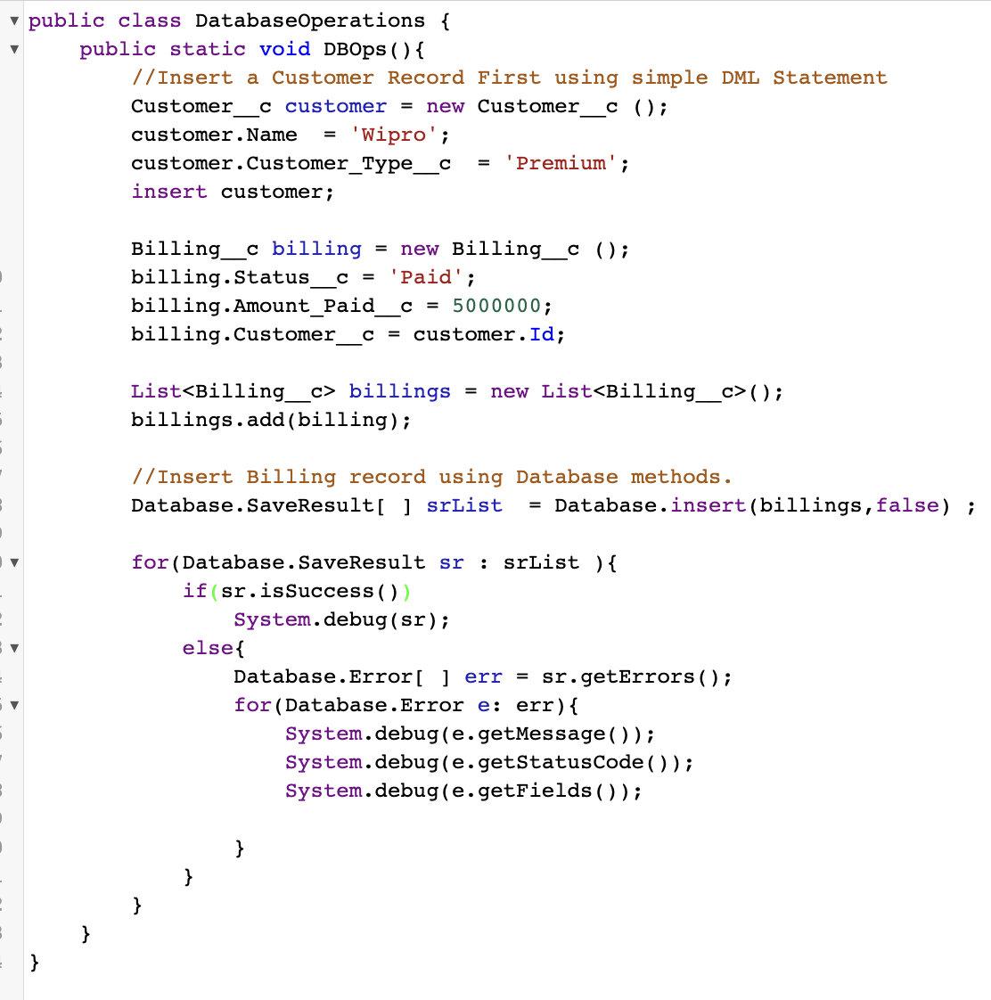 public class DatabaseOperations {
    public static void DBOps(){
        //Insert a Customer Record First using simple DML Statement
        Customer__c customer = new Customer__c ();
        customer.Name  = 'Wipro';
        customer.Customer_Type__c  = 'Premium';
        insert customer;

        Billing__c billing = new Billing__c ();
        billing.Status__c = 'Paid';
        billing.Amount_Paid__c = 5000000;
        billing.Customer__c = customer.Id;

        List<Billing__c> billings = new List<Billing__c>();
        billings.add(billing);

        //Insert Billing record using Database methods.
        Database.SaveResult[ ] srList  = Database.insert(billings,false) ;

        for(Database.SaveResult sr : srList ){
            if(sr.isSuccess())
                System.debug(sr);
            else{
                Database.Error[ ] err = sr.getErrors();
                for(Database.Error e: err){
                    System.debug(e.getMessage());
                    System.debug(e.getStatusCode());
                    System.debug(e.getFields());

                }
            }
        }
    }
}